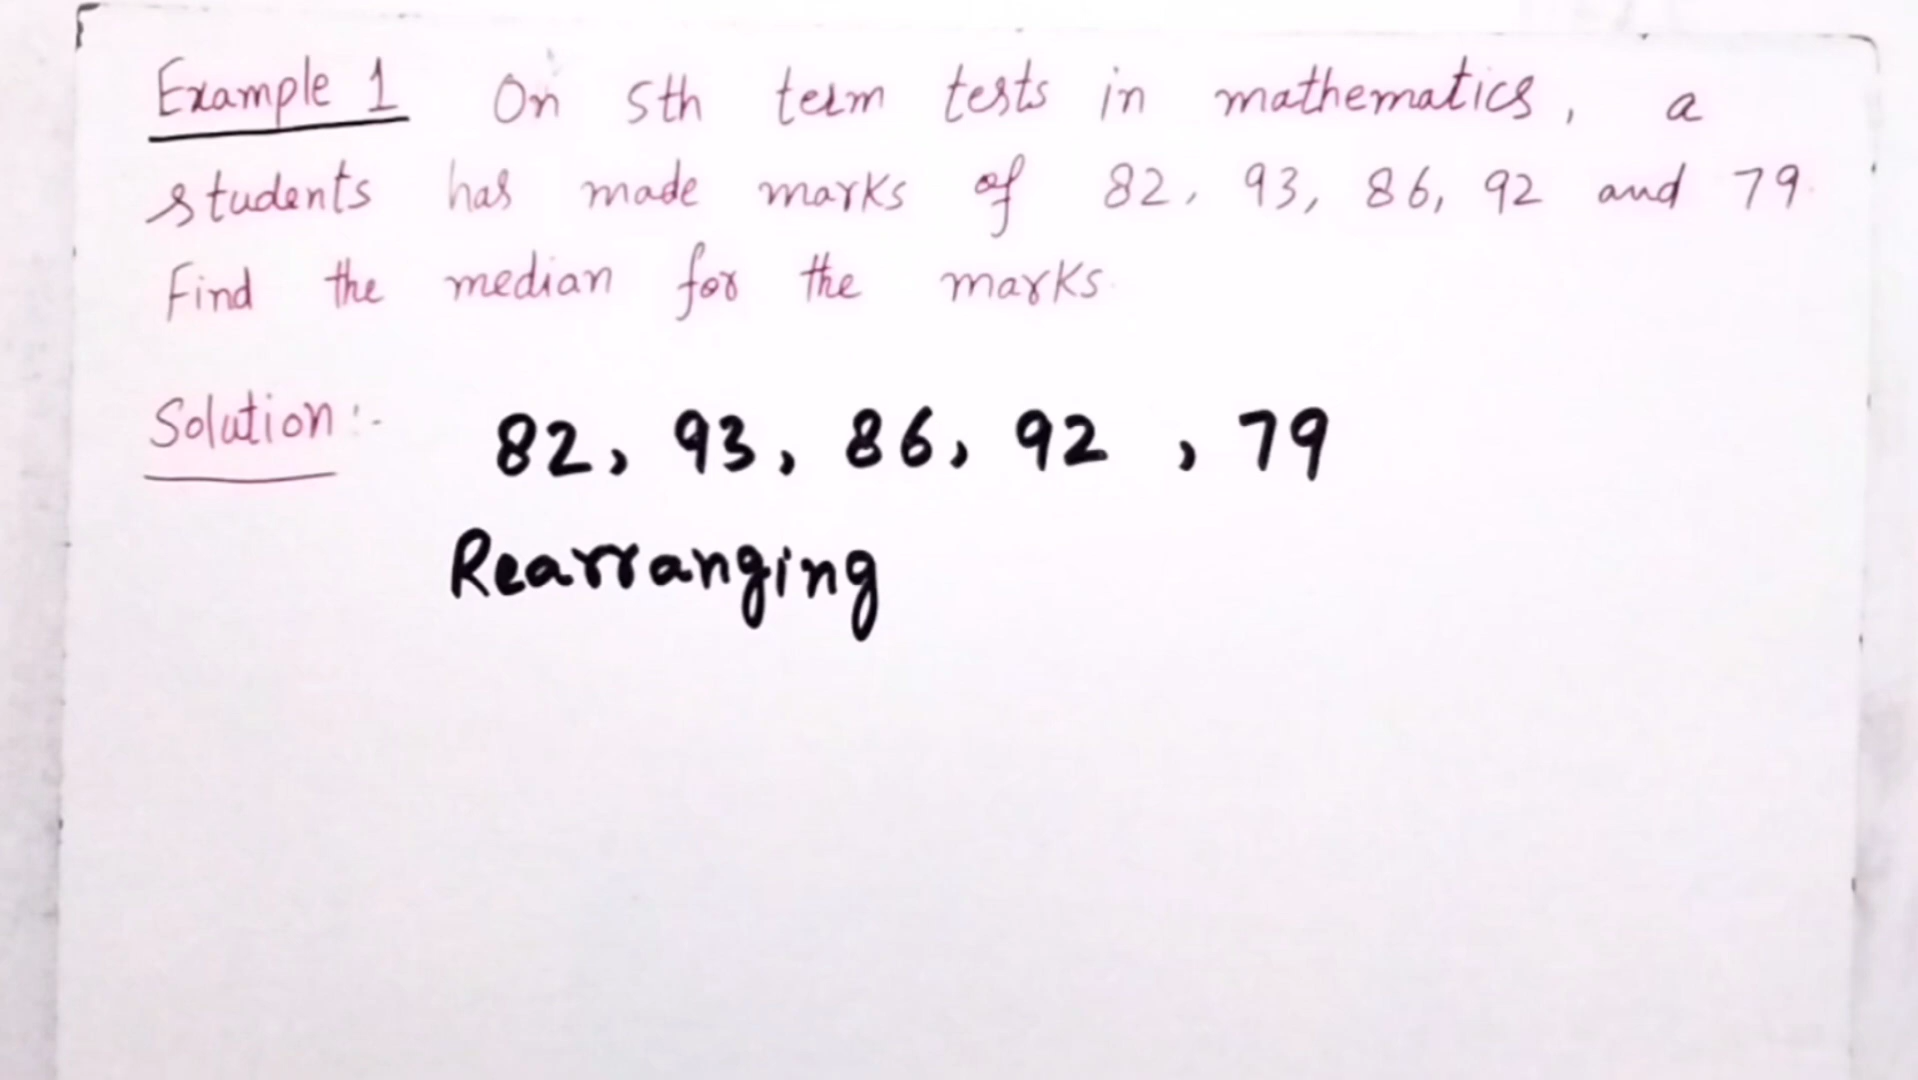 Example 1 On 5th term tests in mathematics, a
students has made marks of 82, 93, 86, 92 and 79.
Find the median for the marks.
Solution :- 82, 93, 86, 92 , 79
Rearranging